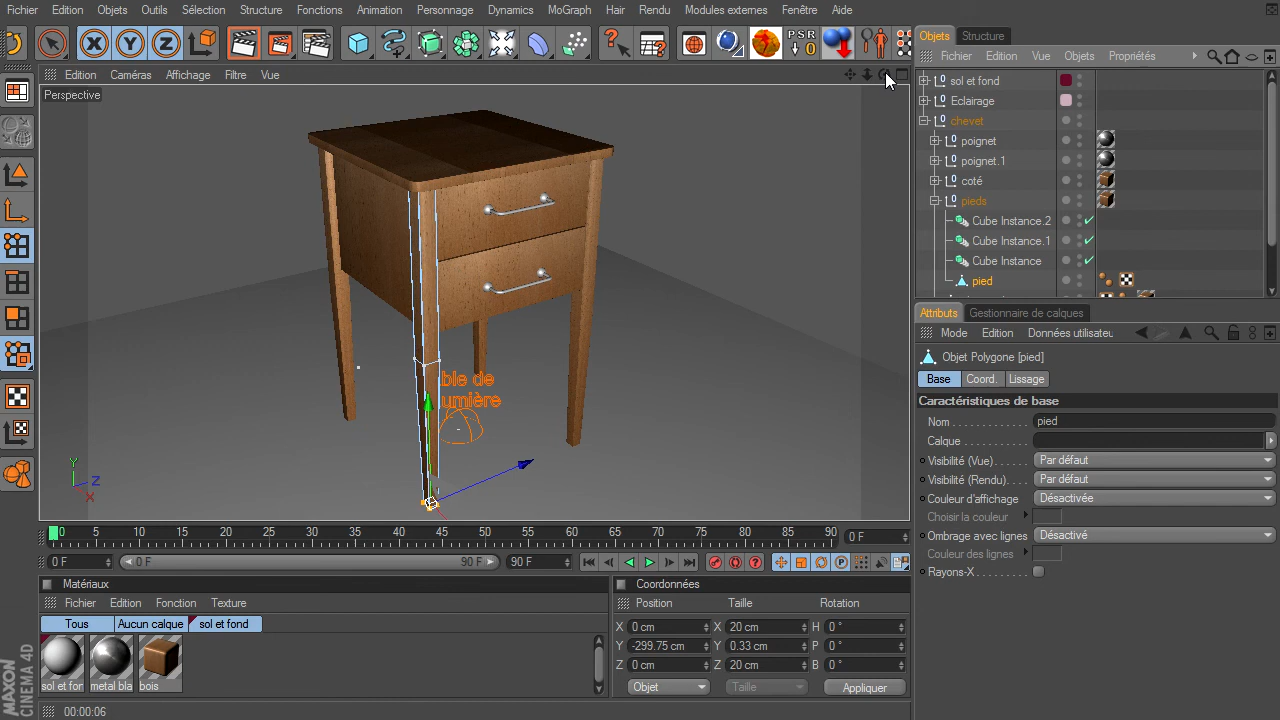 Fichier Edition Objets Outils Sélection Structure Fonctions Animation Personnage Dynamics MoGraph Hair Rendu Modules externes Fenêtre Aide
X Y Z PSR 0
Objets Structure
Fichier Edition Vue Objets Propriétés
Edition Caméras Affichage Filtre Vue
Perspective
sol et fond
Eclairage
chevet
poignet
poignet.1
coté
pieds
Cube Instance.2
Cube Instance.1
Cube Instance
pied
ble de
umière
Y Z X
Attributs Gestionnaire de calques
Mode Edition Données utilisateu
Objet Polygone [pied]
Base Coord. Lissage
Caractéristiques de base
Nom pied
Calque
Visibilité (Vue) Par défaut
Visibilité (Rendu) Par défaut
Couleur d'affichage Désactivée
Choisir la couleur
Ombrage avec lignes Désactivé
Couleur des lignes
Rayons-X
0 5 10 15 20 25 30 35 40 45 50 55 60 65 70 75 80 85 90 0 F
0 F 0 F 90 F 90 F
Matériaux
Fichier Edition Fonction Texture
Tous Aucun calque sol et fond
sol et for metal bla bois
Coordonnées
Position Taille Rotation
X 0 cm X 20 cm H 0 °
Y -299.75 cm Y 0.33 cm P 0 °
Z 0 cm Z 20 cm B 0 °
Objet Taille Appliquer
MAXON
CINEMA 4D
00:00:06